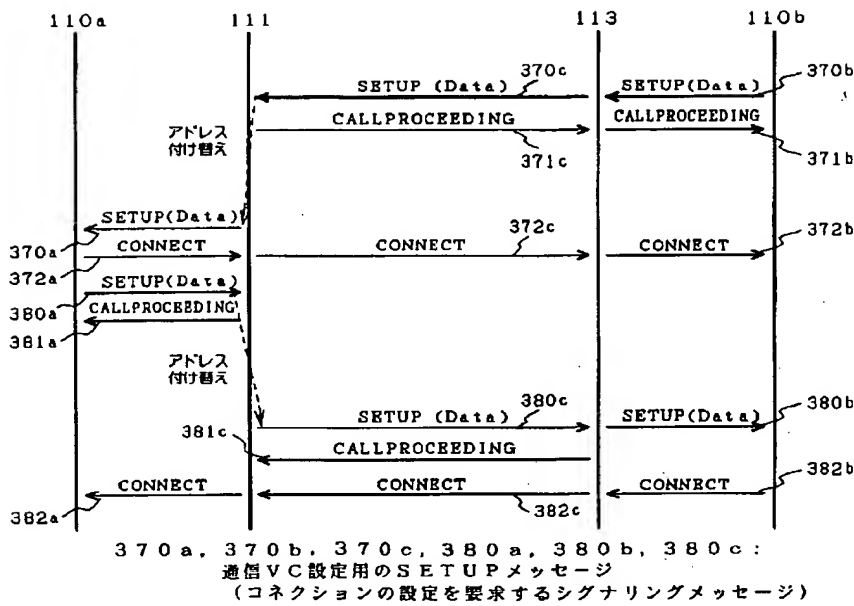 110a 111 113 110b
370c 370b
SETUP (Data) SETUP(Data)
アドレス
付け替え
CALLPROCEEDING CALLPROCEEDING
371c 371b
SETUP(Data)
370a
372c 372b
CONNECT CONNECT CONNECT
372a
SETUP(Data)
380a
CALLPROCEEDING
381a
アドレス
付け替え
380c 380b
SETUP (Data) SETUP(Data)
381c
CALLPROCEEDING
382b
CONNECT CONNECT CONNECT
382a 382c
370a, 370b, 370c, 380a, 380b, 380c:
通信VC設定用のSETUPメッセージ
(コネクションの設定を要求するシグナリングメッセージ)